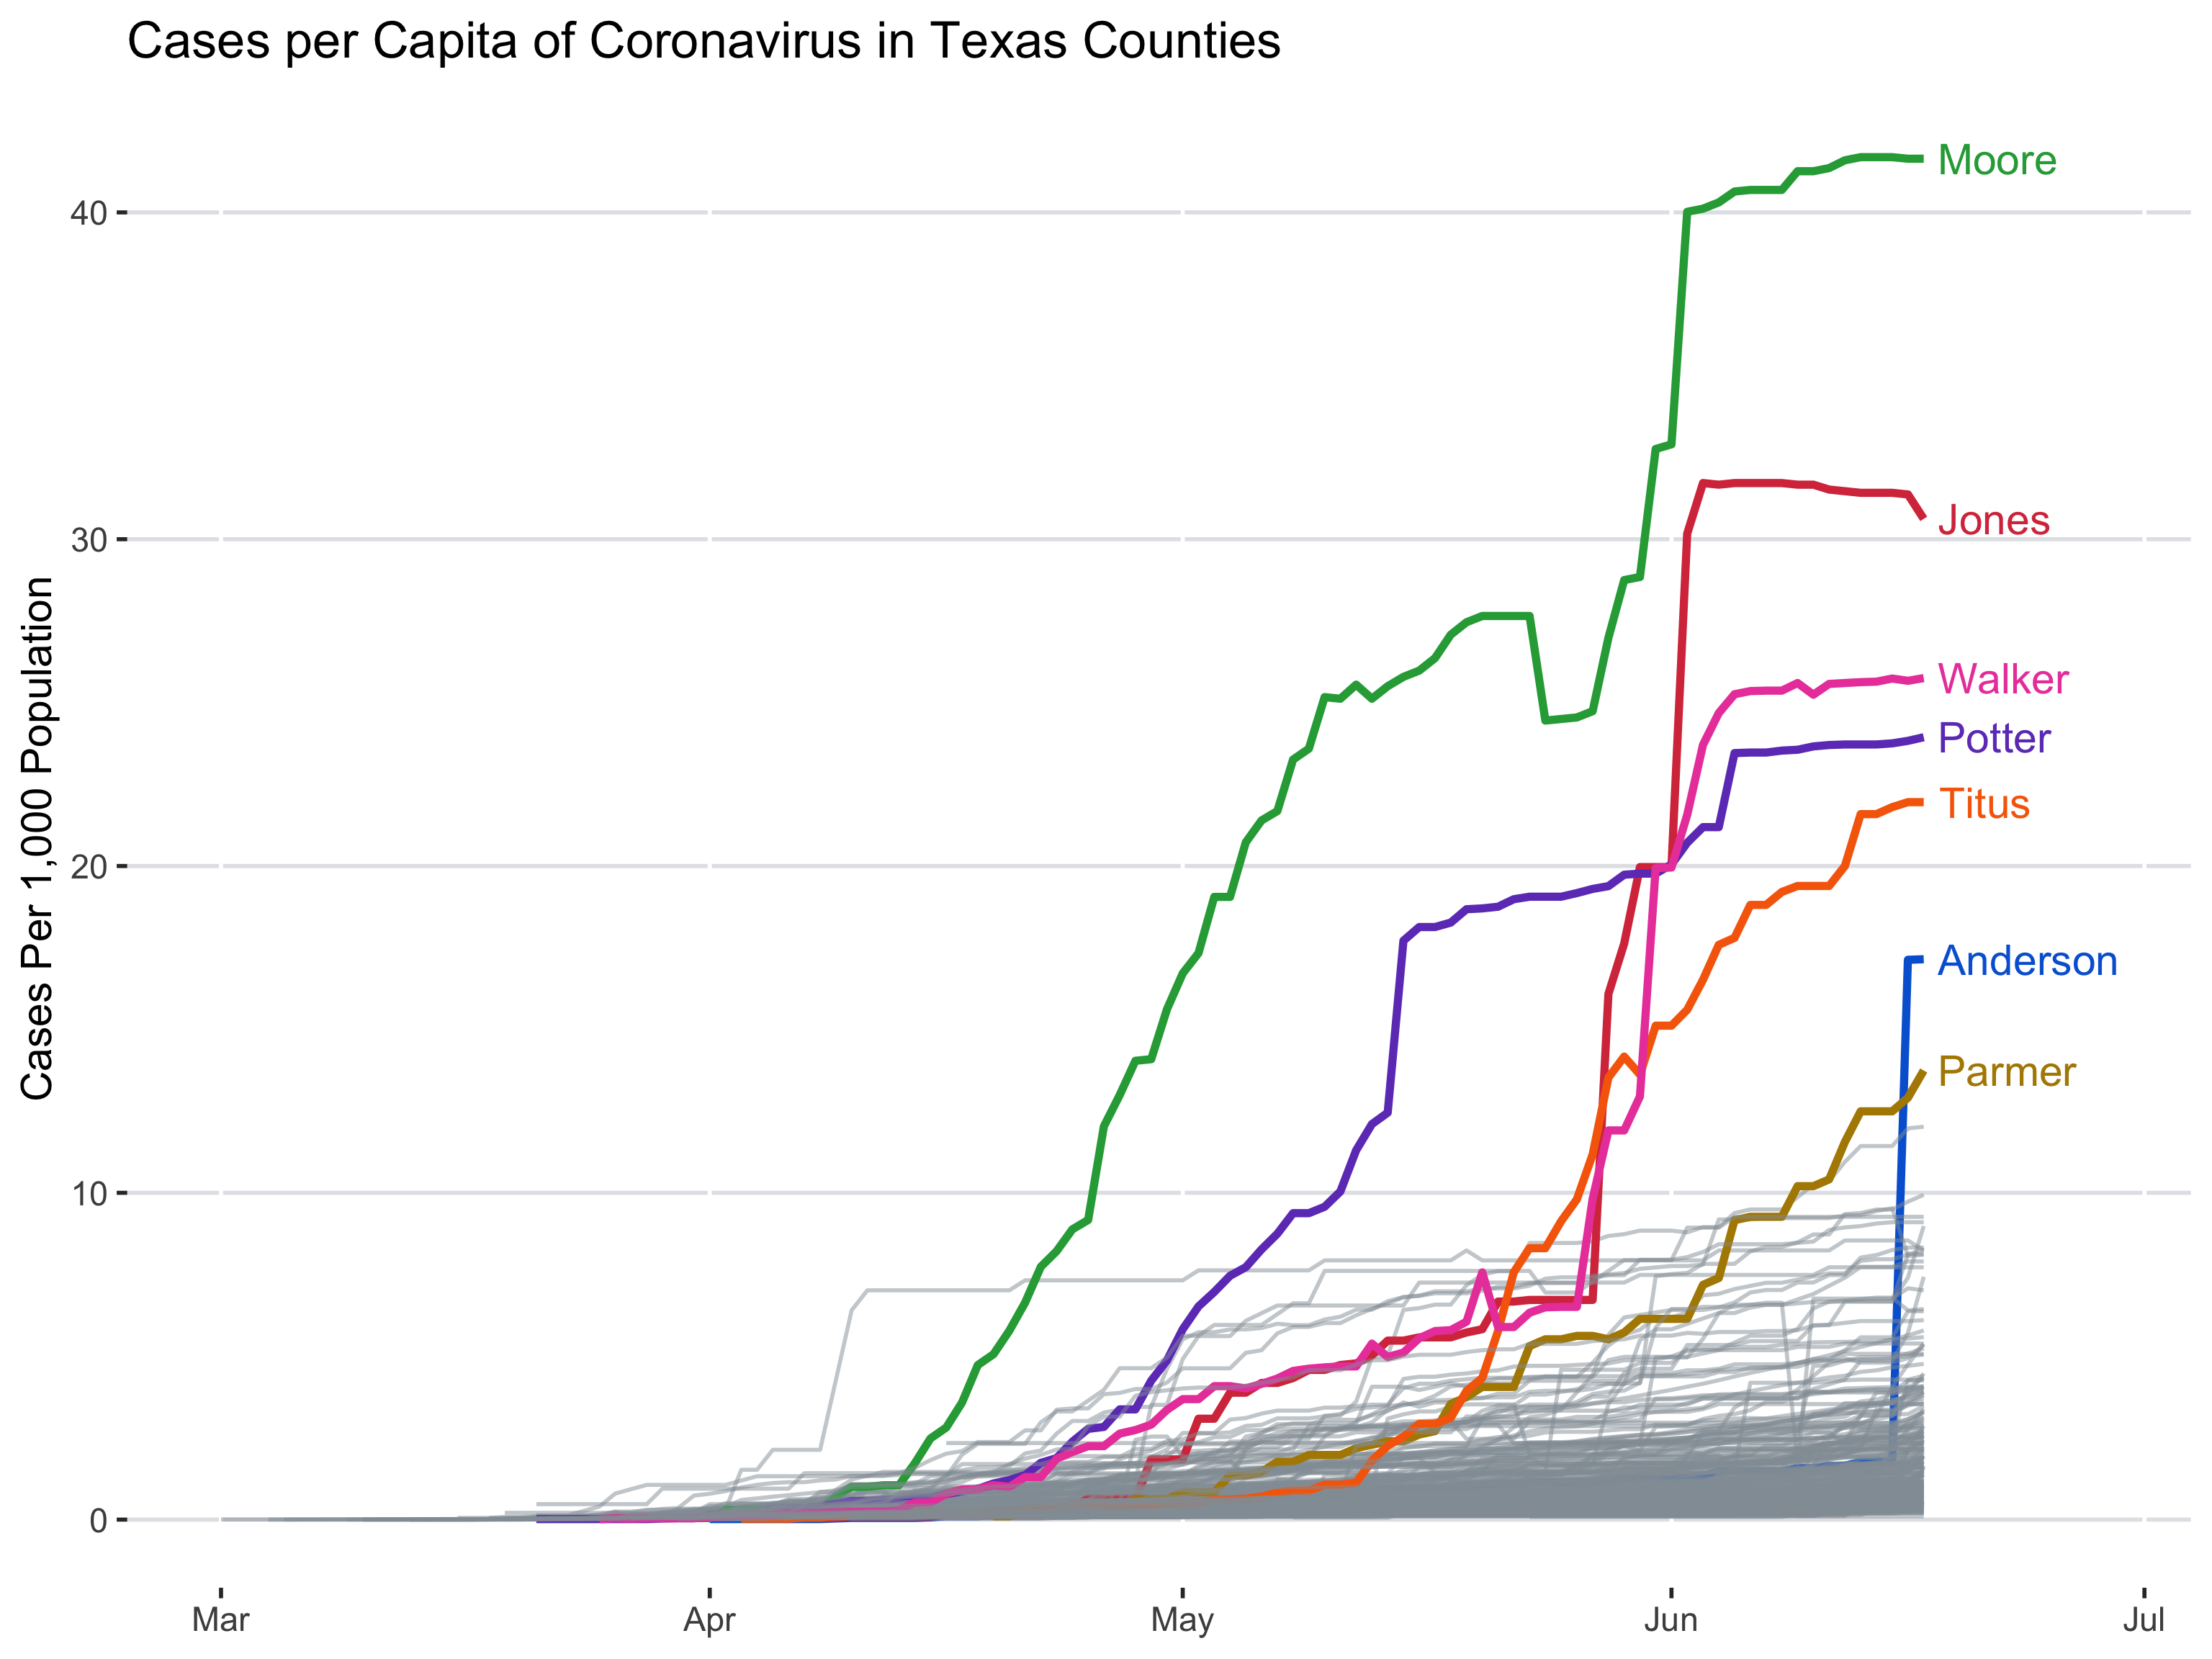 Cases per Capita of Coronavirus in Texas Counties
Cases Per 1,000 Population
40
30
20
10
0
Moore
Jones
Walker
Potter
Titus
Anderson
Parmer
Mar
Apr
May
Jun
Jul